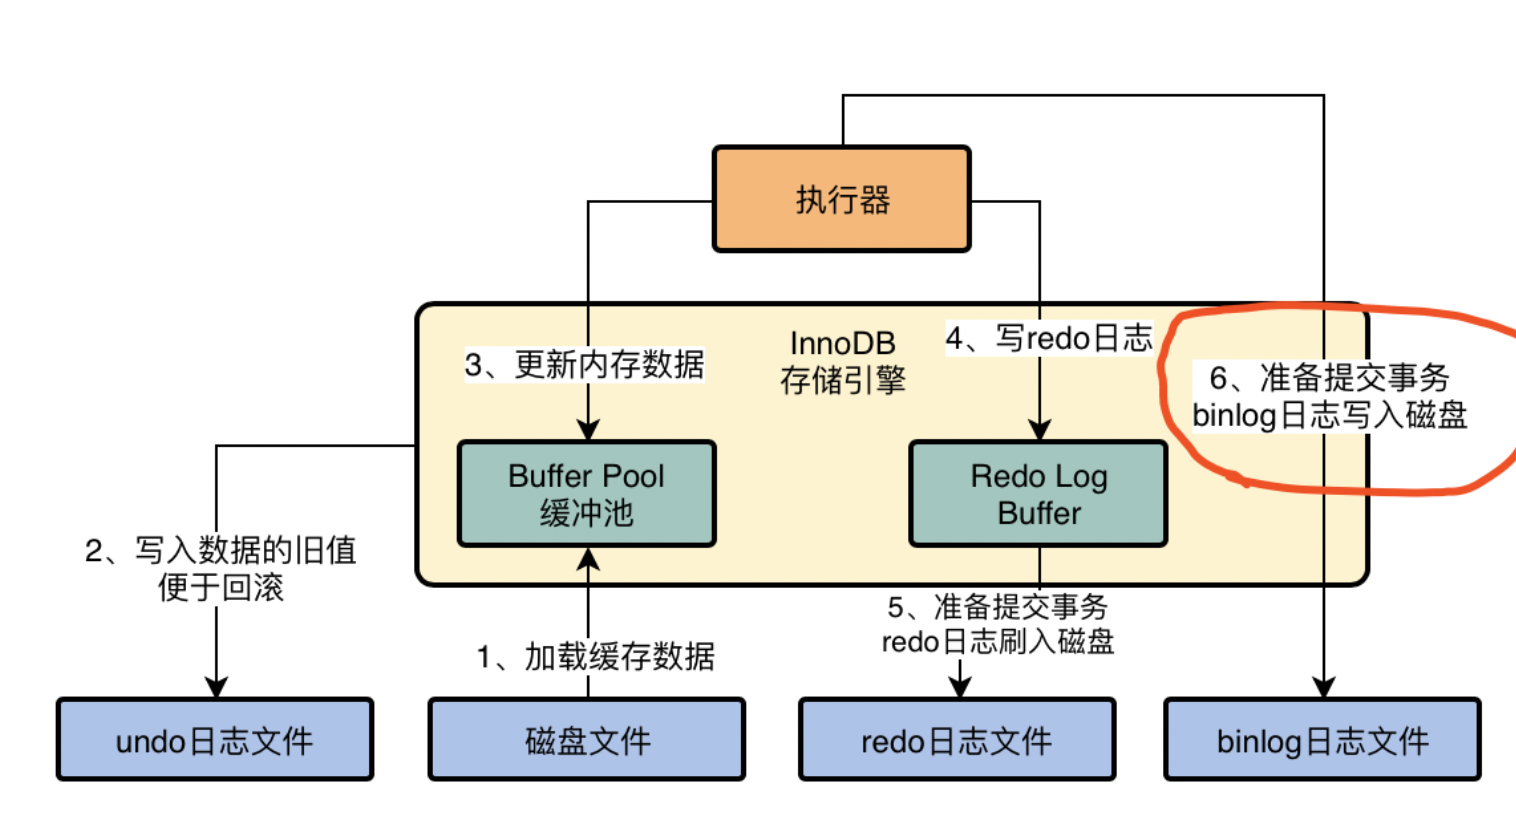 执行器
InnoDB
存储引擎
4、写redo日志
3、更新内存数据
6、准备提交事务
binlog日志写入磁盘
Buffer Pool
缓冲池
Redo Log
Buffer
2、写入数据的旧值
便于回滚
5、准备提交事务
redo日志刷入磁盘
1、加载缓存数据
undo日志文件
磁盘文件
redo日志文件
binlog日志文件